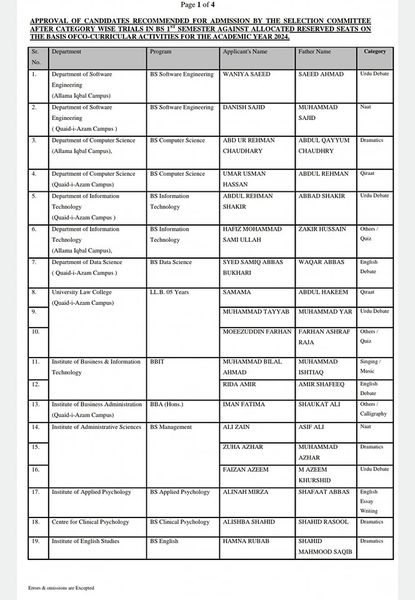 Page 1 of 4
APPROVAL OF CANDIDATES RECOMMENDED FOR ADMISSION BY THE SELECTION COMMITTEE
AFTER CATEGORY WISE TRIALS IN BS 1ST SEMESTER AGAINST ALLOCATED RESERVED SEATS ON
THE BASIS OFCO-CURRICULAR ACTIVITIES FOR THE ACADEMIC YEAR 2024.
Sr. No. Department Program Applicant's Name Father Name Category
1. Department of Software Engineering (Allama Iqbal Campus) BS Software Engineering WANIYA SAEED SAEED AHMAD Urdu Debate
2. Department of Software Engineering ( Quaid-i-Azam Campus ) BS Software Engineering DANISH SAJID MUHAMMAD SAJID Naat
3. Department of Computer Science (Allama Iqbal Campus), BS Computer Science ABD UR REHMAN CHAUDHARY ABDUL QAYYUM CHAUDHRY Dramatics
4. Department of Computer Science (Quaid-i-Azam Campus) BS Computer Science UMAR USMAN HASSAN ABDUL REHMAN Qiraat
5. Department of Information Technology (Quaid-i-Azam Campus ) BS Information Technology ABDUL REHMAN SHAKIR ABBAD SHAKIR Urdu Debate
6. Department of Information Technology (Allama Iqbal Campus), BS Information Technology HAFIZ MOHAMMAD SAMI ULLAH ZAKIR HUSSAIN Others / Quiz
7. Department of Data Science ( Quaid-i-Azam Campus ) BS Data Science SYED SAMIQ ABBAS BUKHARI WAQAR ABBAS English Debate
8. University Law College (Quaid-i-Azam Campus) LL.B. 05 Years SAMAMA ABDUL HAKEEM Qiraat
9. MUHAMMAD TAYYAB MUHAMMAD YAR Urdu Debate
10. MOEEZUDDIN FARHAN FARHAN ASHRAF RAJA Others / Quiz
11. Institute of Business & Information Technology BBIT MUHAMMAD BILAL AHMAD MUHAMMAD ISHTIAQ Singing / Music
12. RIDA AMIR AMIR SHAFEEQ English Debate
13. Institute of Business Administration (Quaid-i-Azam Campus) BBA (Hons.) IMAN FATIMA SHAUKAT ALI Others / Calligraphy
14. Institute of Administrative Sciences BS Management ALI ZAIN ASIF ALI Naat
15. ZUHA AZHAR MUHAMMAD AZHAR Dramatics
16. FAIZAN AZEEM M AZEEM KHURSHID Urdu Debate
17. Institute of Applied Psychology BS Applied Psychology ALINAH MIRZA SHAFAAT ABBAS English Essay Writing
18. Centre for Clinical Psychology BS Clinical Psychology ALISHBA SHAHID SHAHID RASOOL Dramatics
19. Institute of English Studies BS English HAMNA RUBAB SHAHID MAHMOOD SAQIB Dramatics
Errors & omissions are Excepted